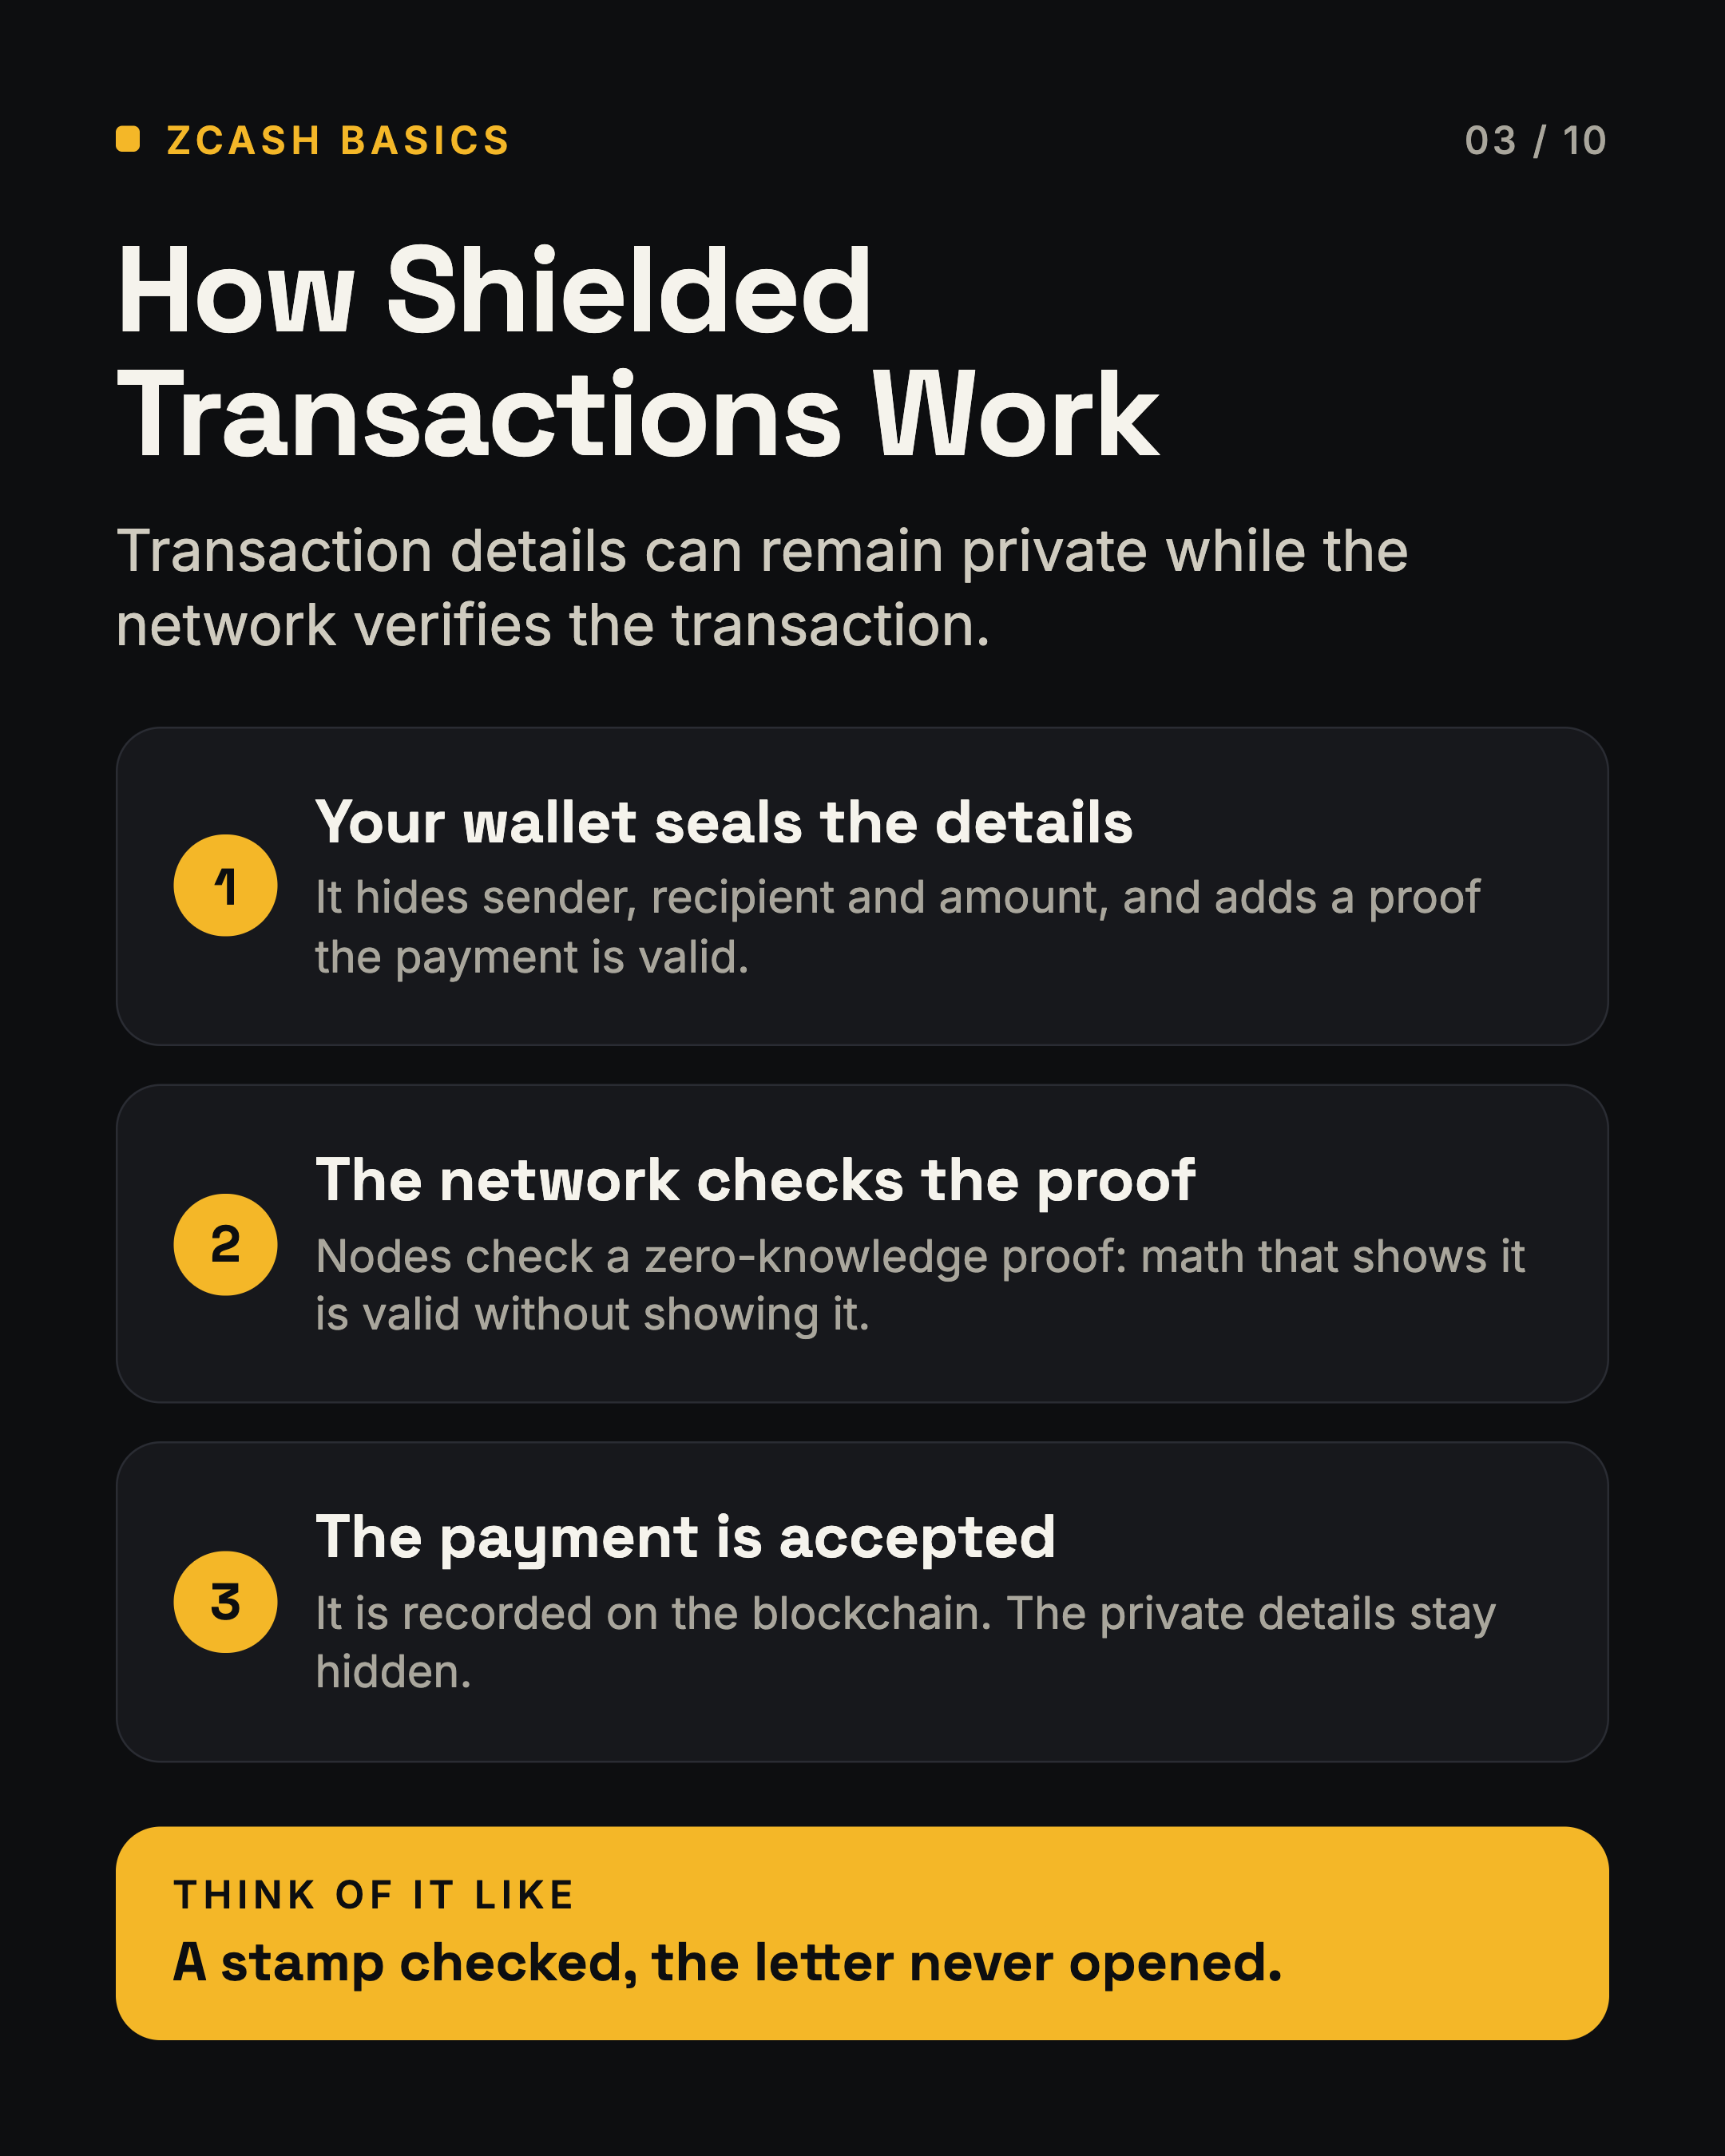 ZCASH BASICS
03 / 10
How Shielded
Transactions Work
Transaction details can remain private while the
network verifies the transaction.
1
Your wallet seals the details
It hides sender, recipient and amount, and adds a proof
the payment is valid.
2
The network checks the proof
Nodes check a zero-knowledge proof: math that shows it
is valid without showing it.
3
The payment is accepted
It is recorded on the blockchain. The private details stay
hidden.
THINK OF IT LIKE
A stamp checked, the letter never opened.